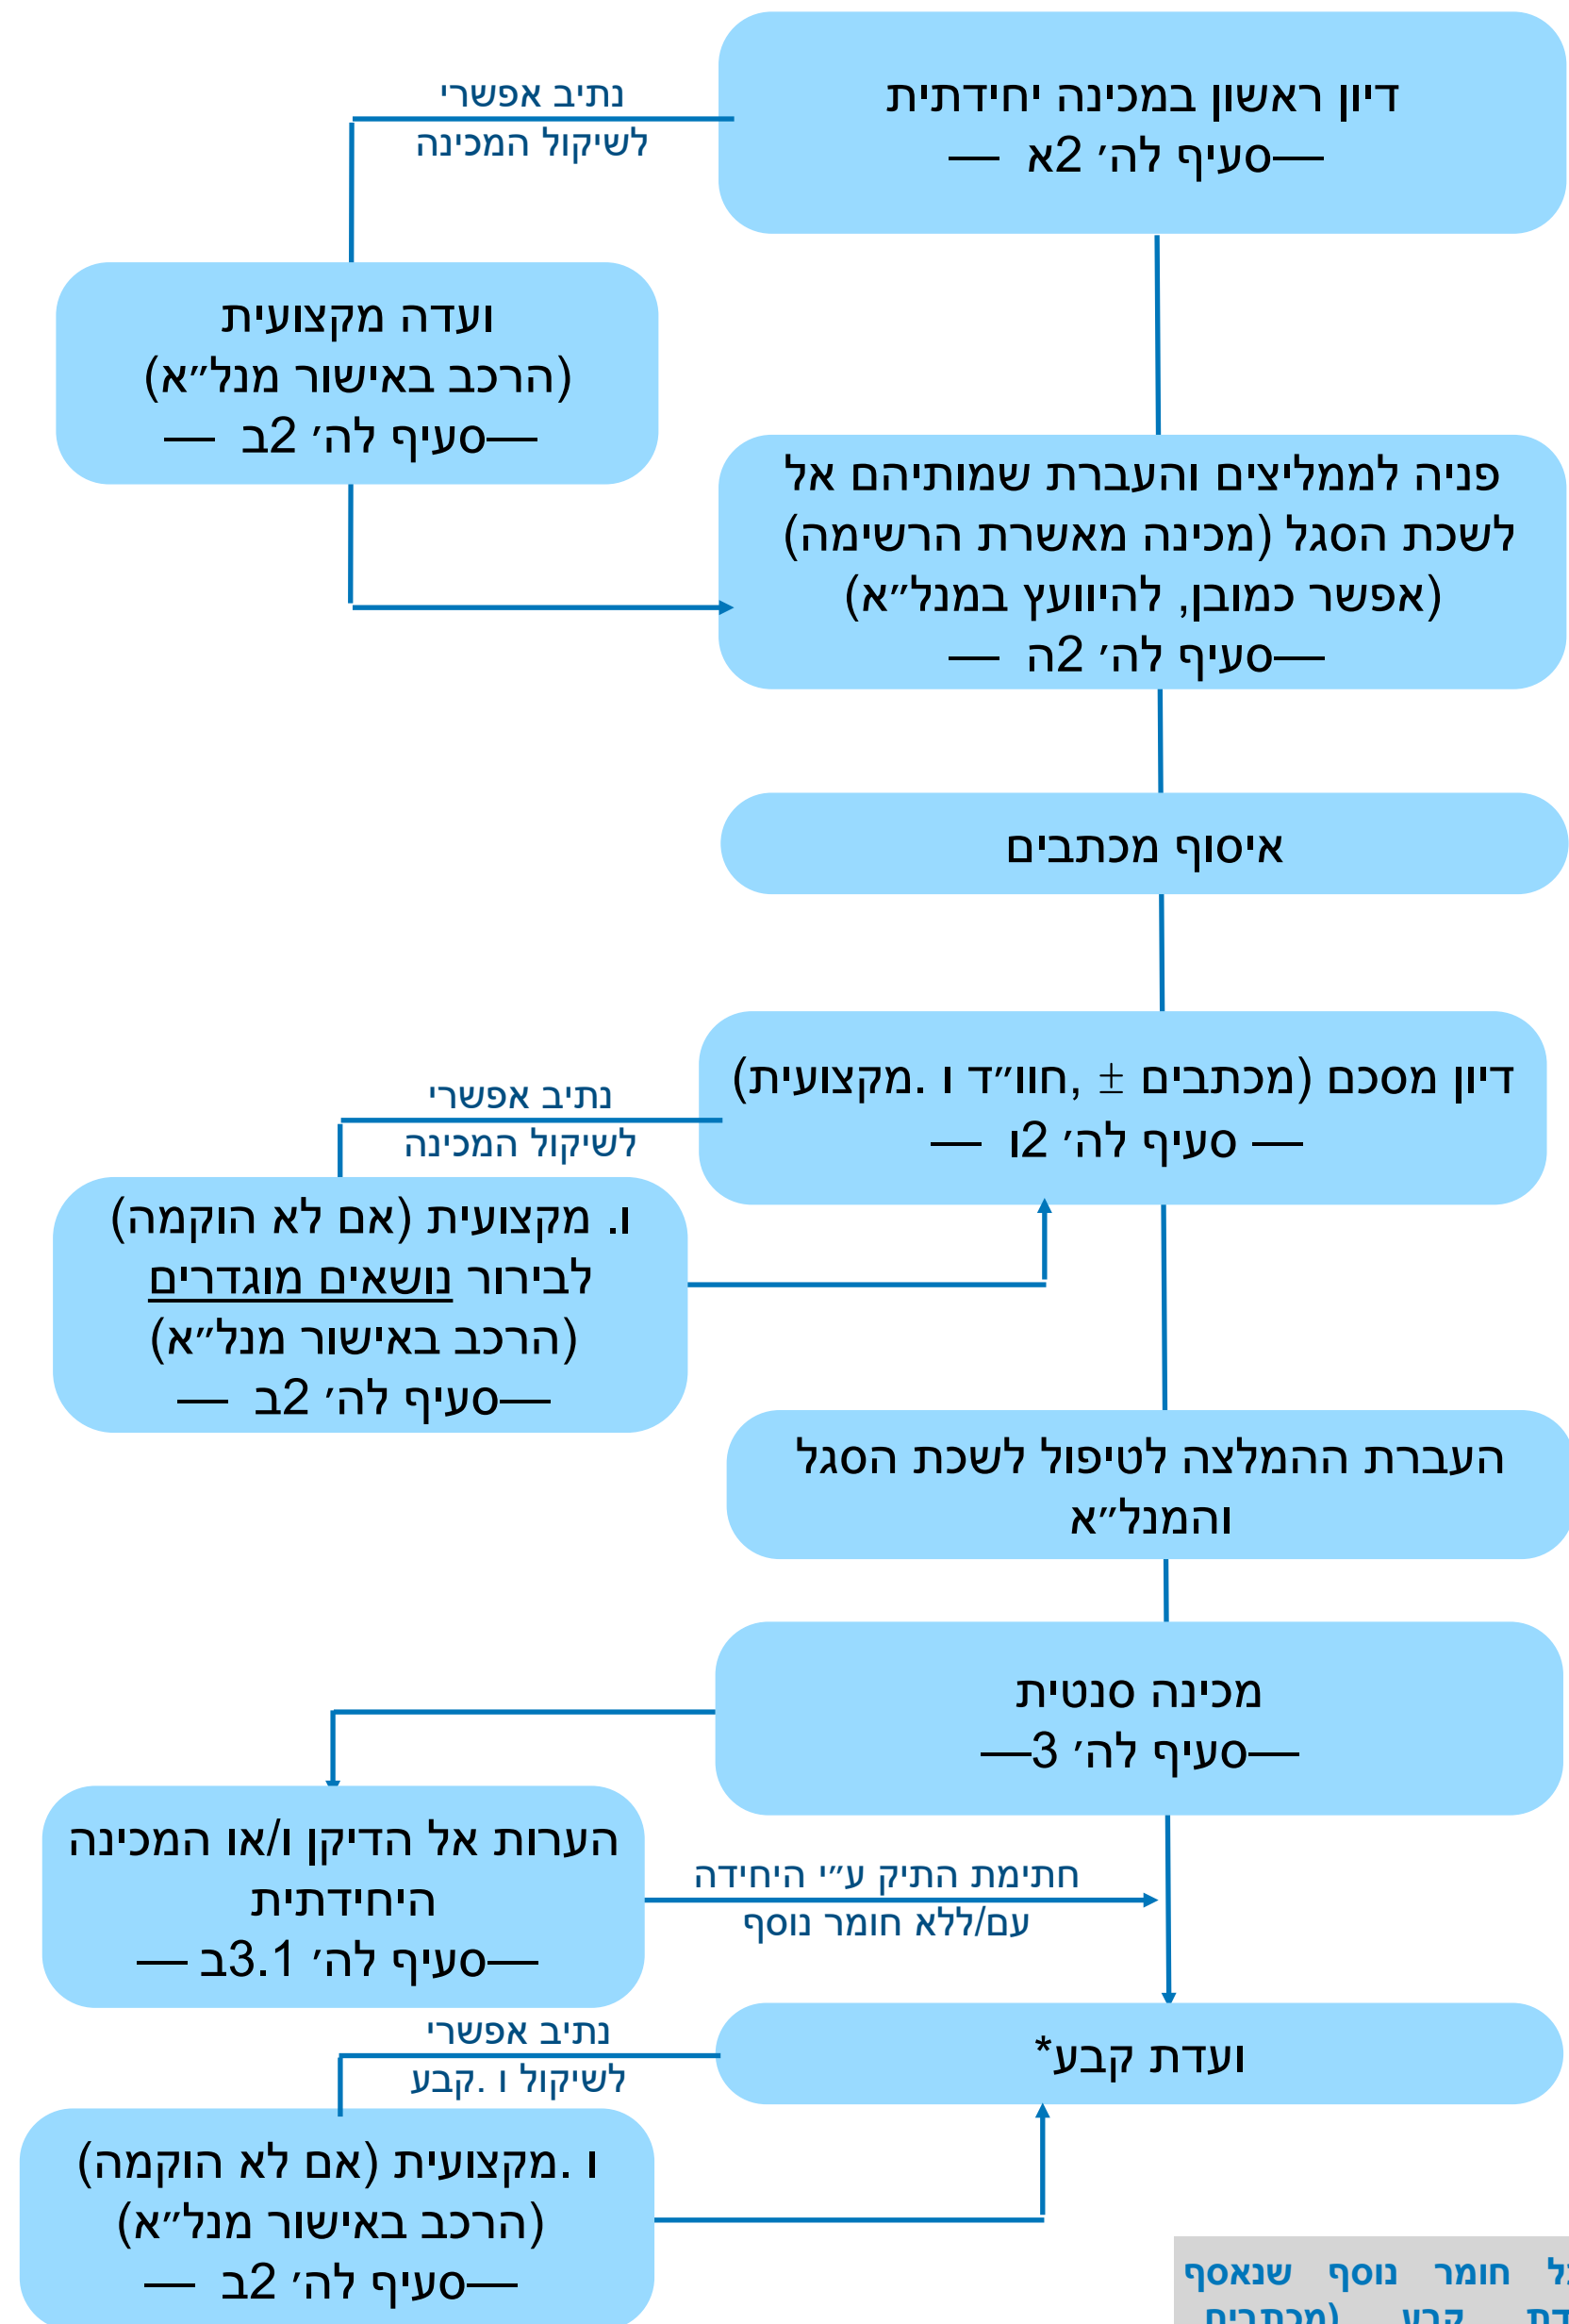 דיון ראשון במכינה יחידתית
—סעיף לה׳ 2א —
נתיב אפשרי
לשיקול המכינה
ועדה מקצועית
(הרכב באישור מנל״א)
—סעיף לה׳ 2ב —
פניה לממליצים והעברת שמותיהם אל
לשכת הסגל (מכינה מאשרת הרשימה)
(אפשר כמובן, להיוועץ במנל״א)
—סעיף לה׳ 2ה —
איסוף מכתבים
דיון מסכם (מכתבים ± ,חוו״ד ו .מקצועית)
— סעיף לה׳ 2ו —
נתיב אפשרי
לשיקול המכינה
ו. מקצועית (אם לא הוקמה)
לבירור נושאים מוגדרים
(הרכב באישור מנל״א)
—סעיף לה׳ 2ב —
העברת ההמלצה לטיפול לשכת הסגל
והמנל״א
מכינה סנטית
—סעיף לה׳ 3—
הערות אל הדיקן ו/או המכינה
היחידתית
—סעיף לה׳ 3.1ב —
חתימת התיק ע״י היחידה
עם/ללא חומר נוסף
ועדת קבע*
נתיב אפשרי
לשיקול ו .קבע
ו .מקצועית (אם לא הוקמה)
(הרכב באישור מנל״א)
—סעיף לה׳ 2ב —
חומר נוסף שנאסף
קבע (מכתבים